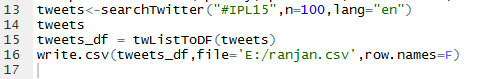 13 tweets<-searchTwitter("#IPL15",n=100,lang="en")
14 tweets
15 tweets_df = twListToDF(tweets)
16 write.csv(tweets_df,file='E:/ranjan.csv',row.names=F)
17